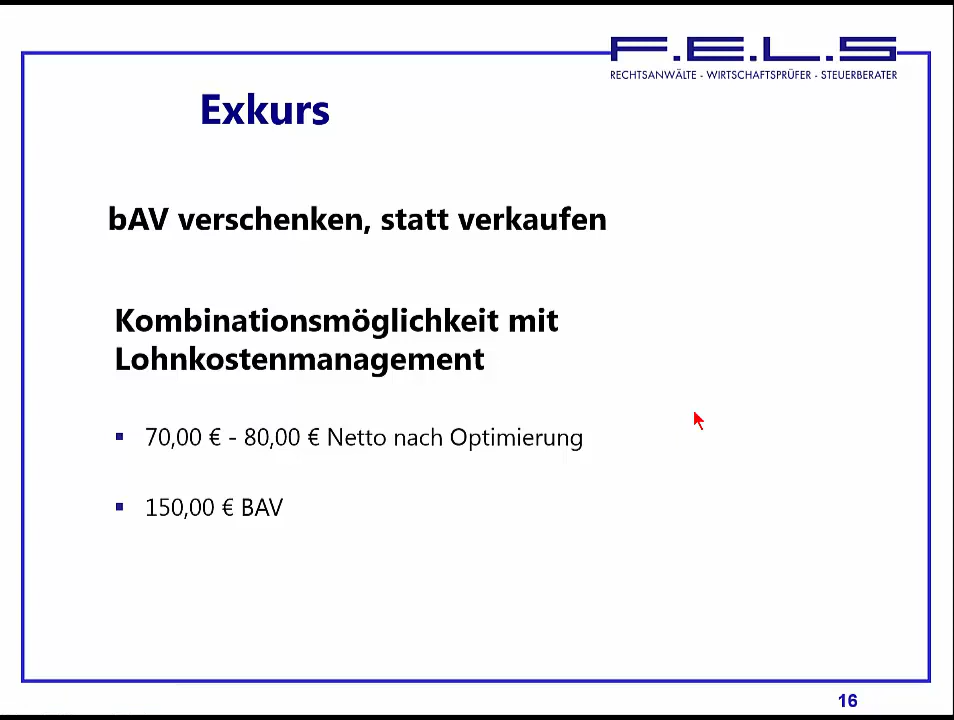 F.E.L.S
RECHTSANWÄLTE - WIRTSCHAFTSPRÜFER - STEUERBERATER
Exkurs
bAV verschenken, statt verkaufen
Kombinationsmöglichkeit mit
Lohnkostenmanagement
▪ 70,00 € - 80,00 € Netto nach Optimierung
▪ 150,00 € BAV
16